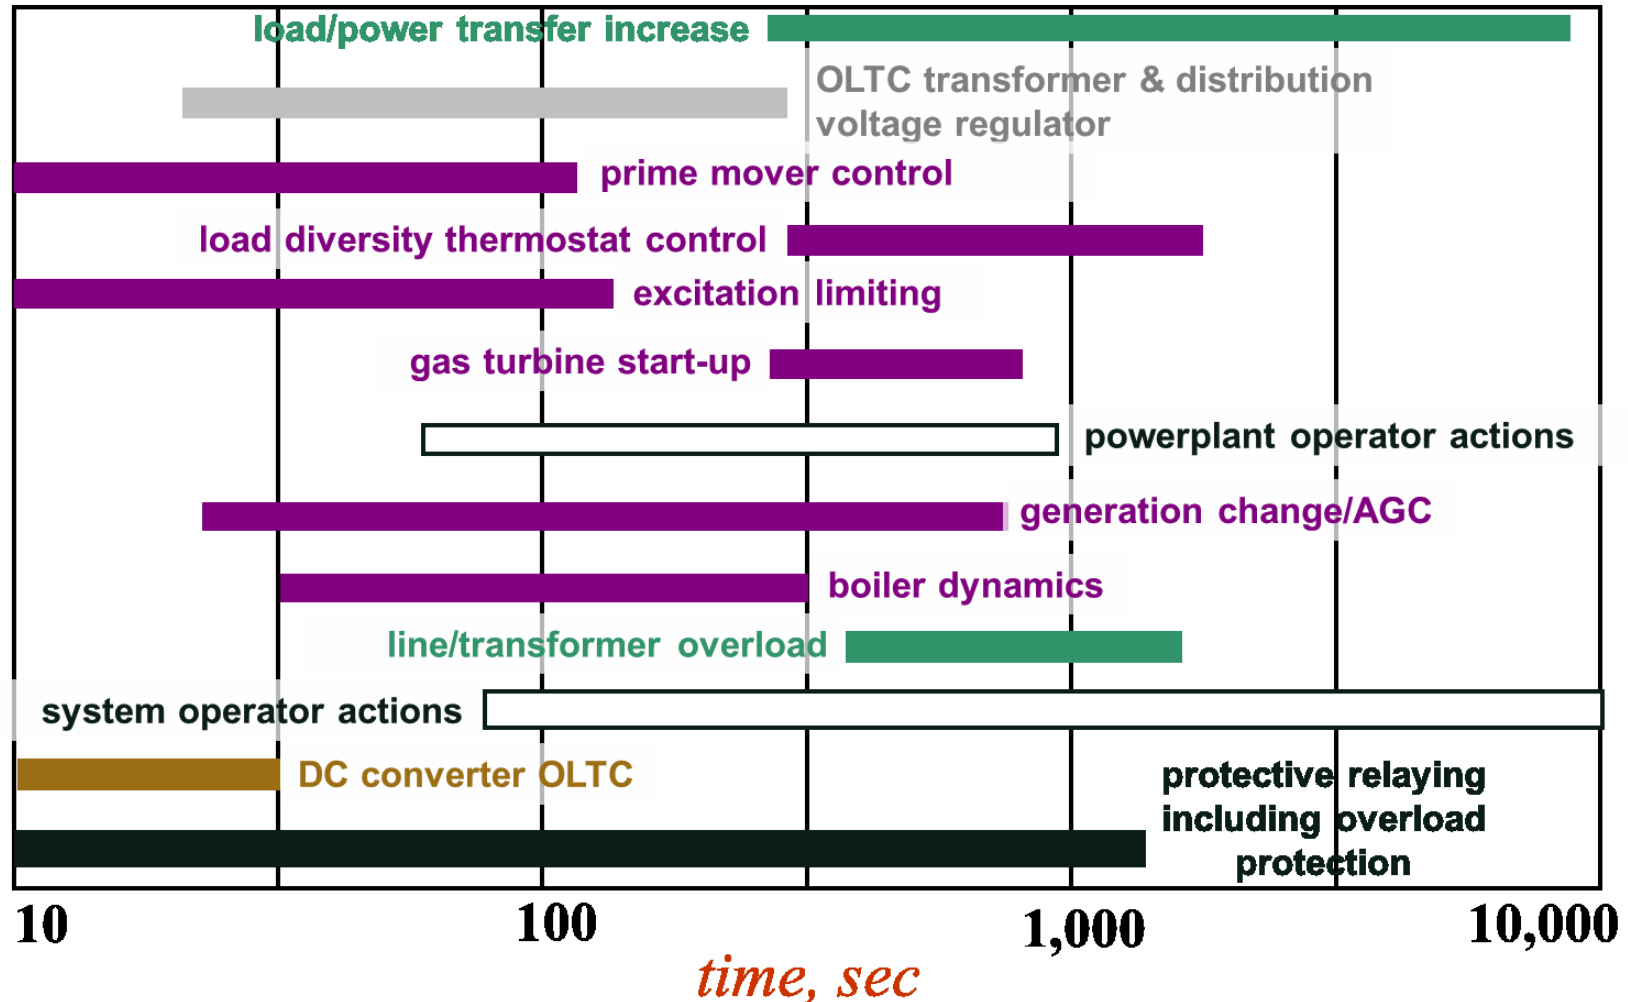 load/power transfer increase
OLTC transformer & distribution
voltage regulator
prime mover control
load diversity thermostat control
excitation limiting
gas turbine start-up
powerplant operator actions
generation change/AGC
boiler dynamics
line/transformer overload
system operator actions
DC converter OLTC
protective relaying
including overload
protection
10 100 1,000 10,000
time, sec